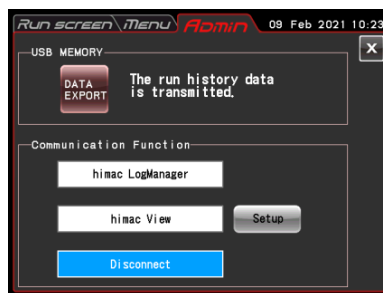 Run screen Menu Admin 09 Feb 2021 10:23
USB MEMORY
X
DATA
EXPORT
The run history data
is transmitted.
Communication Function
himac LogManager
himac View
Setup
Disconnect